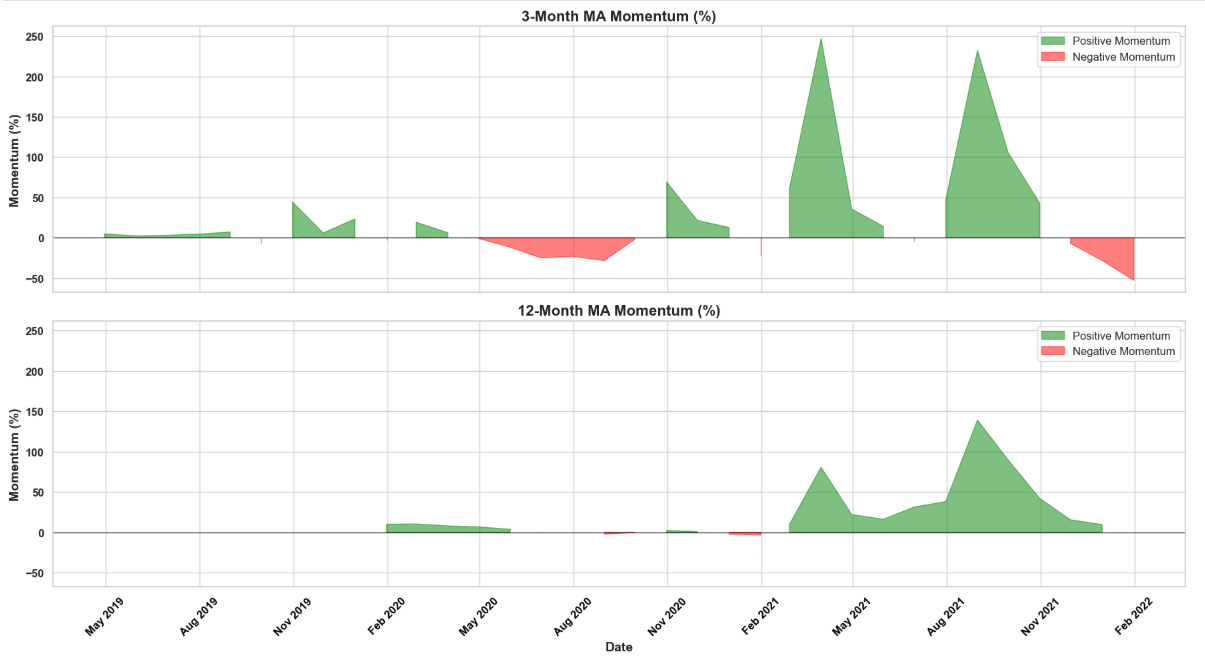 3-Month MA Momentum (%)
Momentum (%)
250
200
150
100
50
0
−50
Positive Momentum
Negative Momentum
12-Month MA Momentum (%)
Momentum (%)
250
200
150
100
50
0
−50
Positive Momentum
Negative Momentum
May 2019
Aug 2019
Nov 2019
Feb 2020
May 2020
Aug 2020
Nov 2020
Feb 2021
May 2021
Aug 2021
Nov 2021
Feb 2022
Date